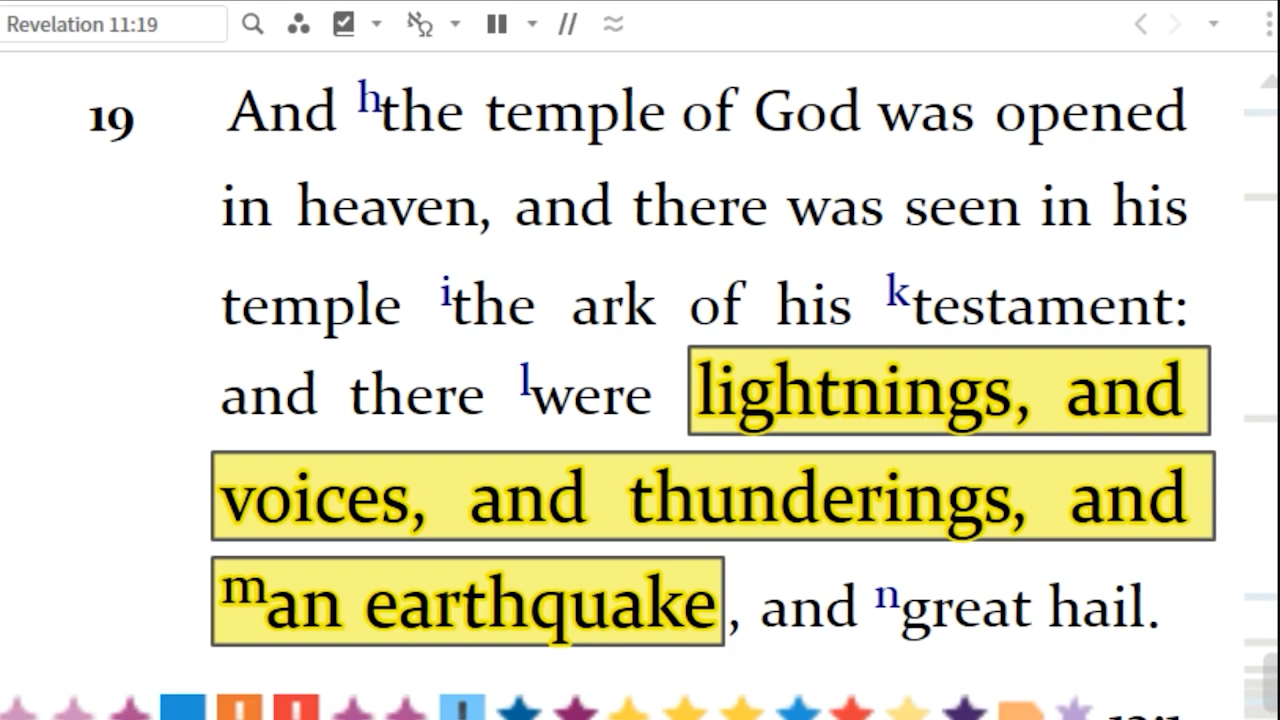 Revelation 11:19
19 And hthe temple of God was opened
in heaven, and there was seen in his
temple ithe ark of his ktestament:
and there lwere lightnings, and
voices, and thunderings, and
man earthquake, and ngreat hail.